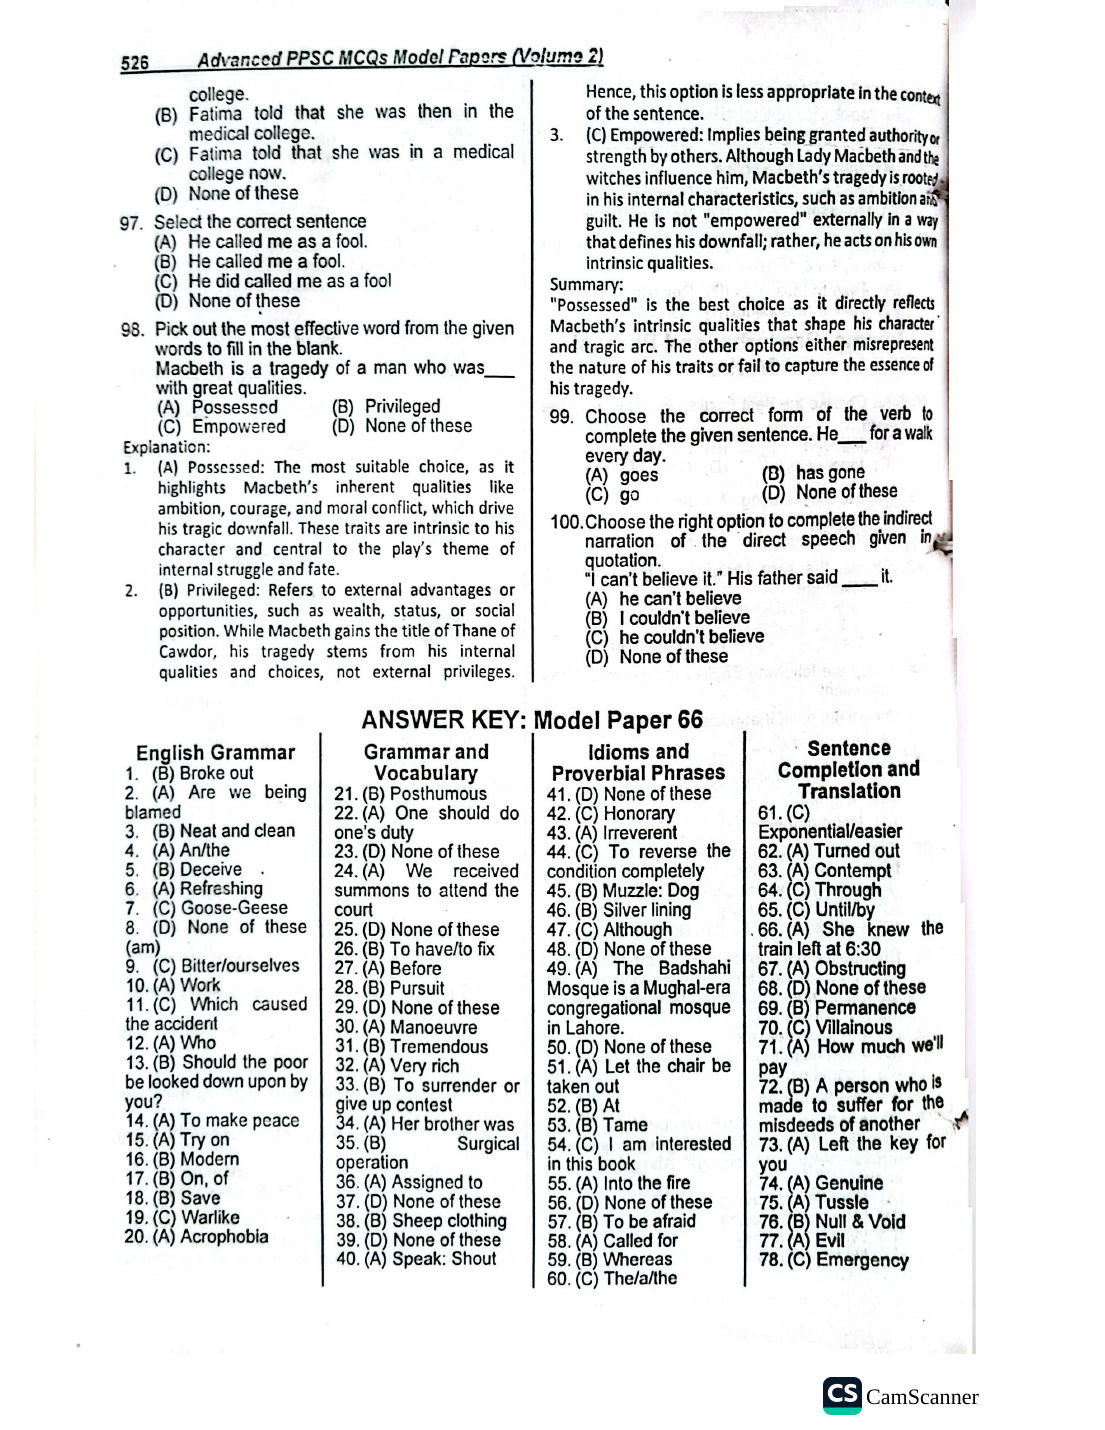 526 Advanced PPSC MCQs Model Papers (Volume 2)
college.
(B) Fatima told that she was then in the
medical college.
(C) Fatima told that she was in a medical
college now.
(D) None of these
97. Select the correct sentence
(A) He called me as a fool.
(B) He called me a fool.
(C) He did called me as a fool
(D) None of these
98. Pick out the most effective word from the given
words to fill in the blank.
Macbeth is a tragedy of a man who was___
with great qualities.
(A) Possessed (B) Privileged
(C) Empowered (D) None of these
Explanation:
1. (A) Possessed: The most suitable choice, as it
highlights Macbeth's inherent qualities like
ambition, courage, and moral conflict, which drive
his tragic downfall. These traits are intrinsic to his
character and central to the play's theme of
internal struggle and fate.
2. (B) Privileged: Refers to external advantages or
opportunities, such as wealth, status, or social
position. While Macbeth gains the title of Thane of
Cawdor, his tragedy stems from his internal
qualities and choices, not external privileges.
Hence, this option is less appropriate in the context
of the sentence.
3. (C) Empowered: Implies being granted authority or
strength by others. Although Lady Macbeth and the
witches influence him, Macbeth's tragedy is rooted
in his internal characteristics, such as ambition and
guilt. He is not "empowered" externally in a way
that defines his downfall; rather, he acts on his own
intrinsic qualities.
Summary:
"Possessed" is the best choice as it directly reflects
Macbeth's intrinsic qualities that shape his character
and tragic arc. The other options either misrepresent
the nature of his traits or fail to capture the essence of
his tragedy.
99. Choose the correct form of the verb to
complete the given sentence. He___ for a walk
every day.
(A) goes (B) has gone
(C) go (D) None of these
100. Choose the right option to complete the indirect
narration of the direct speech given in
quotation.
"I can't believe it." His father said ____ it.
(A) he can't believe
(B) I couldn't believe
(C) he couldn't believe
(D) None of these
ANSWER KEY: Model Paper 66
English Grammar
1. (B) Broke out
2. (A) Are we being
blamed
3. (B) Neat and clean
4. (A) An/the
5. (B) Deceive
6. (A) Refreshing
7. (C) Goose-Geese
8. (D) None of these
(am)
9. (C) Bitter/ourselves
10. (A) Work
11. (C) Which caused
the accident
12. (A) Who
13. (B) Should the poor
be looked down upon by
you?
14. (A) To make peace
15. (A) Try on
16. (B) Modern
17. (B) On, of
18. (B) Save
19. (C) Warlike
20. (A) Acrophobia
Grammar and
Vocabulary
21. (B) Posthumous
22. (A) One should do
one's duty
23. (D) None of these
24. (A) We received
summons to attend the
court
25. (D) None of these
26. (B) To have/to fix
27. (A) Before
28. (B) Pursuit
29. (D) None of these
30. (A) Manoeuvre
31. (B) Tremendous
32. (A) Very rich
33. (B) To surrender or
give up contest
34. (A) Her brother was
35. (B) Surgical
operation
36. (A) Assigned to
37. (D) None of these
38. (B) Sheep clothing
39. (D) None of these
40. (A) Speak: Shout
Idioms and
Proverbial Phrases
41. (D) None of these
42. (C) Honorary
43. (A) Irreverent
44. (C) To reverse the
condition completely
45. (B) Muzzle: Dog
46. (B) Silver lining
47. (C) Although
48. (D) None of these
49. (A) The Badshahi
Mosque is a Mughal-era
congregational mosque
in Lahore.
50. (D) None of these
51. (A) Let the chair be
taken out
52. (B) At
53. (B) Tame
54. (C) I am interested
in this book
55. (A) Into the fire
56. (D) None of these
57. (B) To be afraid
58. (A) Called for
59. (B) Whereas
60. (C) The/a/the
Sentence
Completion and
Translation
61. (C)
Exponential/easier
62. (A) Turned out
63. (A) Contempt
64. (C) Through
65. (C) Until/by
66. (A) She knew the
train left at 6:30
67. (A) Obstructing
68. (D) None of these
69. (B) Permanence
70. (C) Villainous
71. (A) How much we'll
pay
72. (B) A person who is
made to suffer for the
misdeeds of another
73. (A) Left the key for
you
74. (A) Genuine
75. (A) Tussle
76. (B) Null & Void
77. (A) Evil
78. (C) Emergency
CS CamScanner